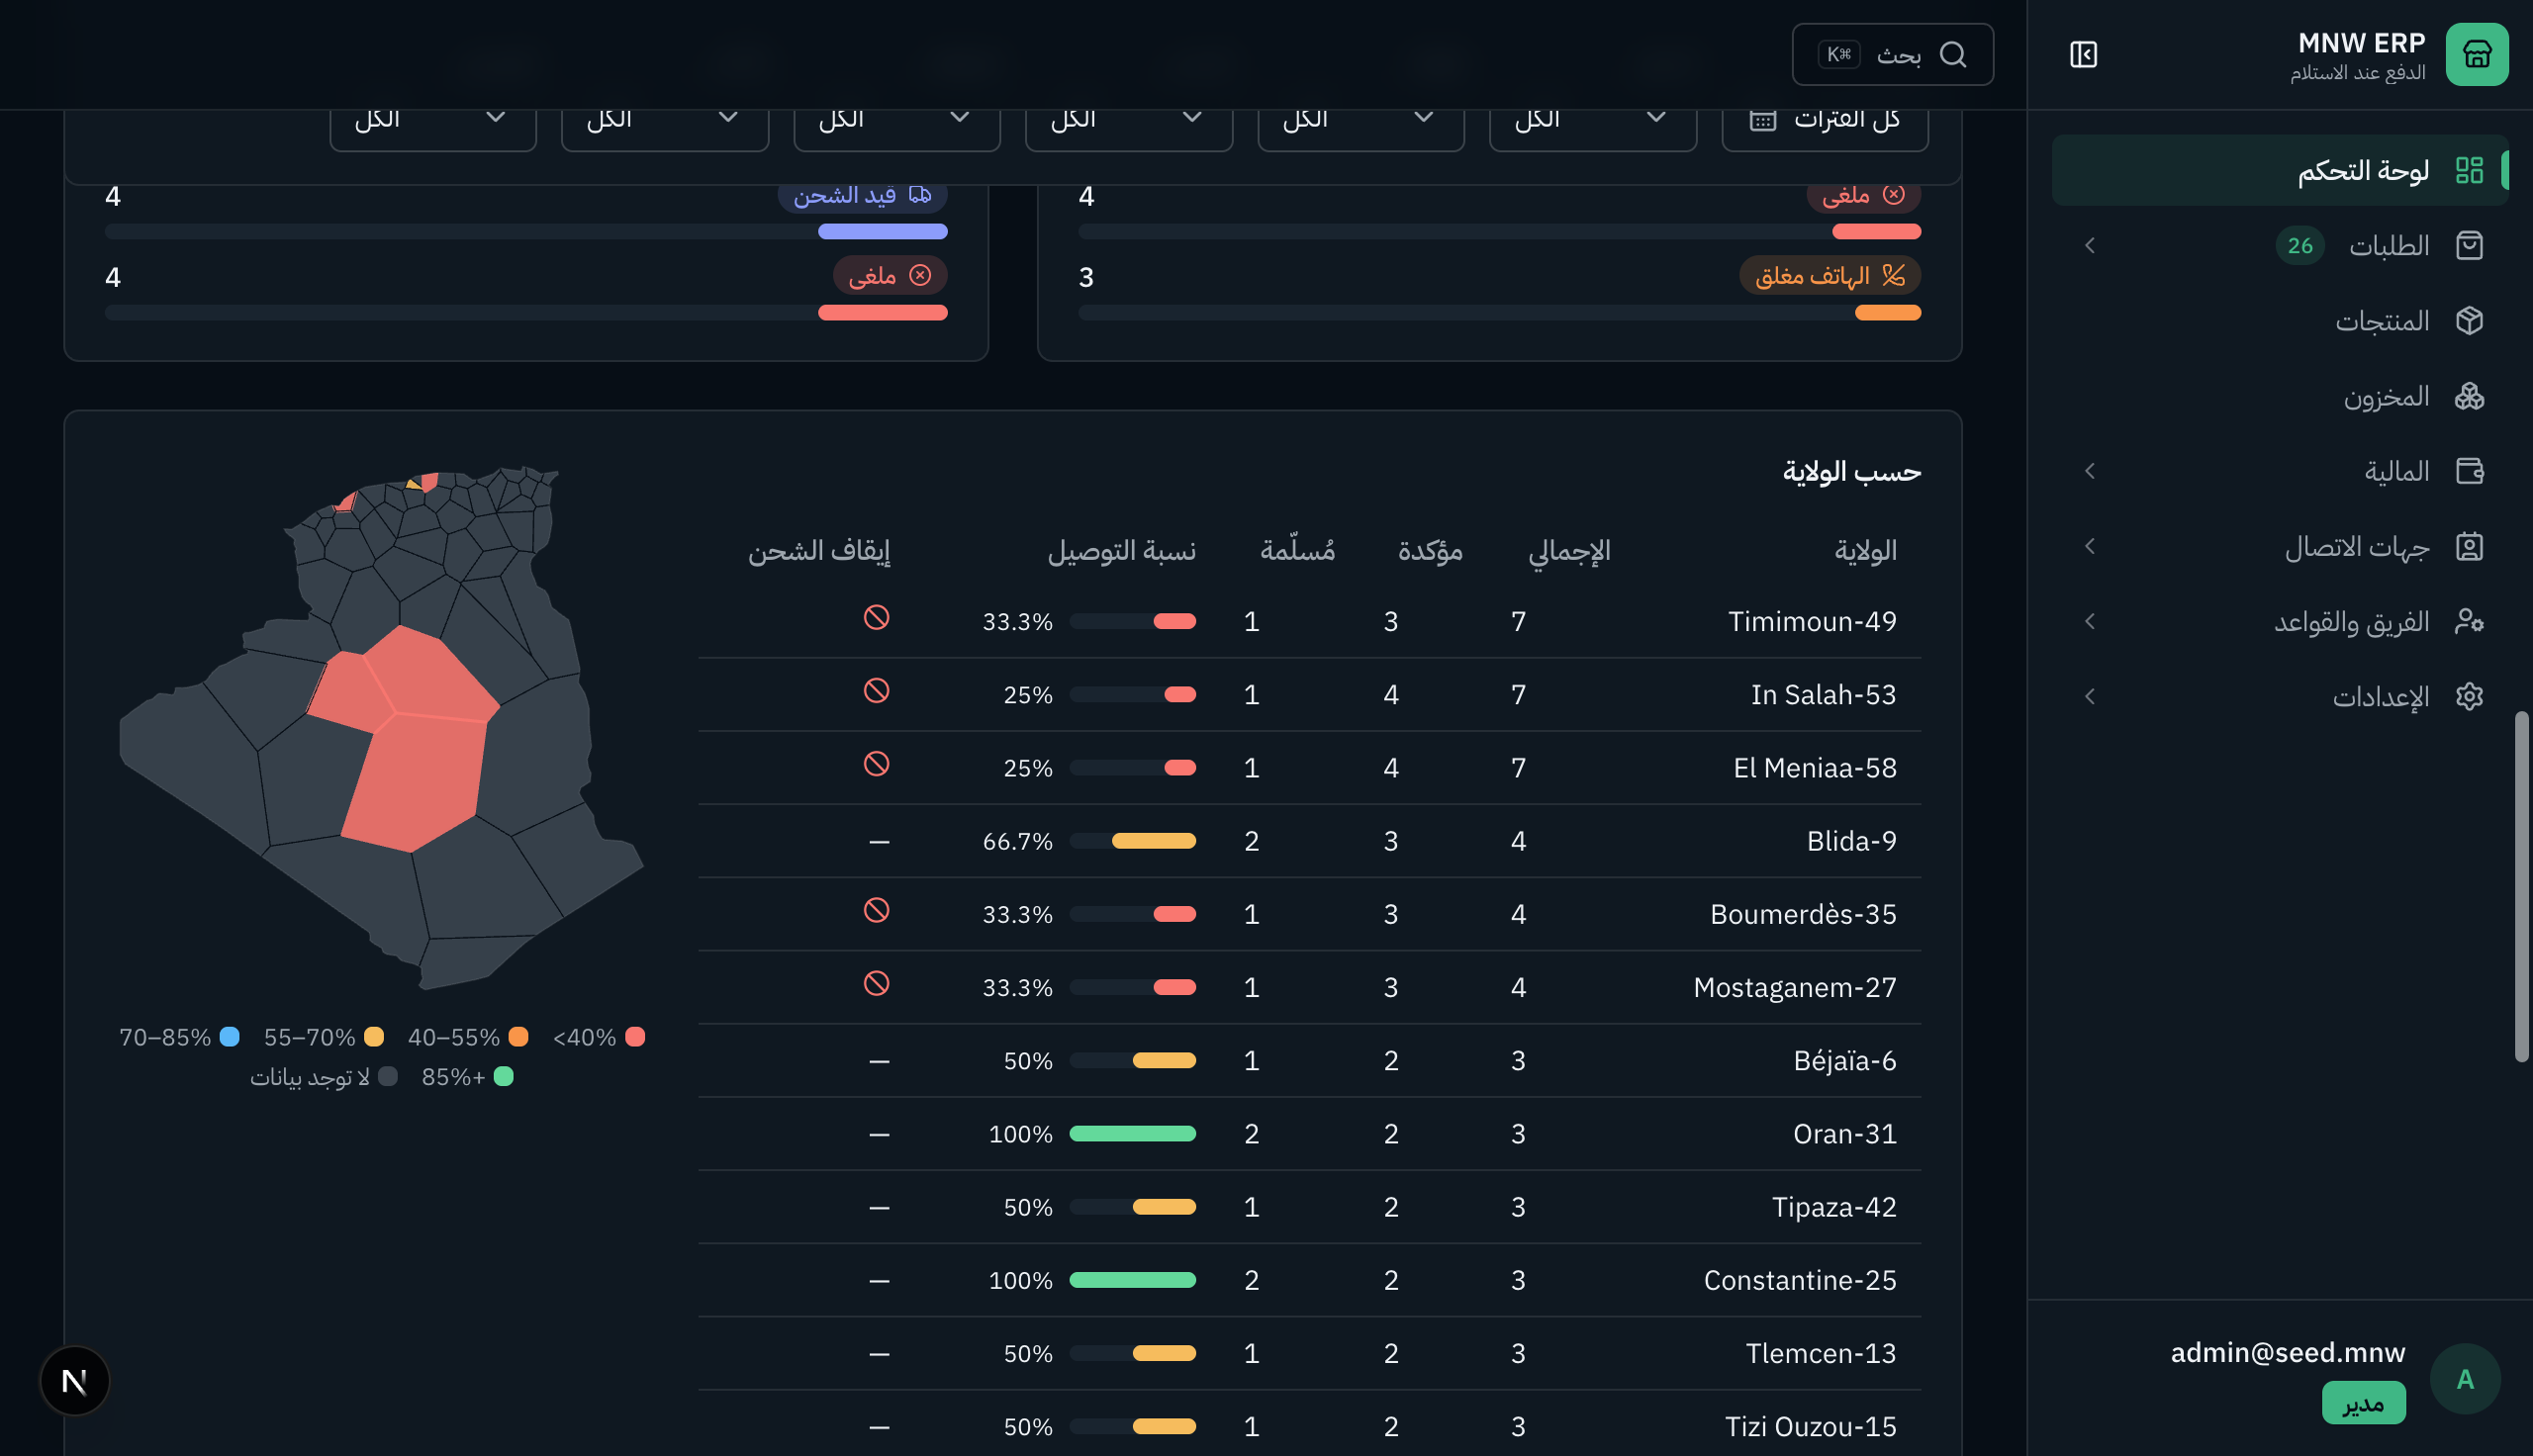 MNW ERP
الدفع عند الاستلام
بحث ⌘K
لوحة التحكم
الطلبات 26
المنتجات
المخزون
المالية
جهات الاتصال
الفريق والقواعد
الإعدادات
admin@seed.mnw
A
مدير
كل الفترات الكل الكل الكل الكل الكل الكل
ملغى 4
الهاتف مغلق 3
قيد الشحن 4
ملغى 4
حسب الولاية
الولاية الإجمالي مؤكدة مُسلّمة نسبة التوصيل إيقاف الشحن
Timimoun-49 7 3 1 33.3%
In Salah-53 7 4 1 25%
El Meniaa-58 7 4 1 25%
Blida-9 4 3 2 66.7% —
Boumerdès-35 4 3 1 33.3%
Mostaganem-27 4 3 1 33.3%
Béjaïa-6 3 2 1 50% —
Oran-31 3 2 2 100% —
Tipaza-42 3 2 1 50% —
Constantine-25 3 2 2 100% —
Tlemcen-13 3 2 1 50% —
Tizi Ouzou-15 3 2 1 50% —
<40% 40–55% 55–70% 70–85%
85%+ لا توجد بيانات
N